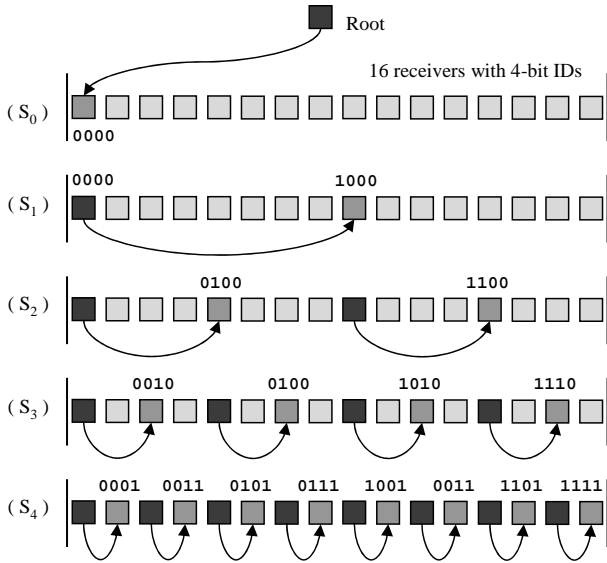 Root
16 receivers with 4-bit IDs
( S0 )
0000
0000 1000
( S1 )
0100 1100
( S2 )
0010 0100 1010 1110
( S3 )
0001 0011 0101 0111 1001 0011 1101 1111
( S4 )